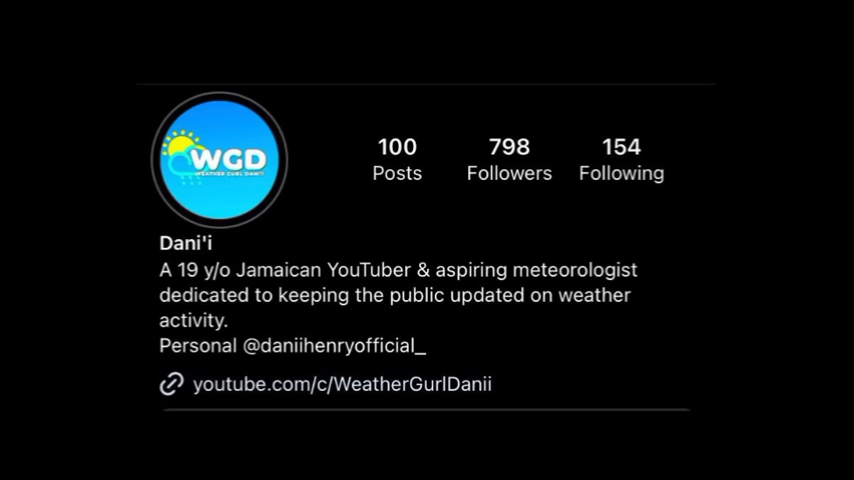 WGD
WEATHER GURL DANI'I
100 798 154
Posts Followers Following
Dani'i
A 19 y/o Jamaican YouTuber & aspiring meteorologist
dedicated to keeping the public updated on weather
activity.
Personal @daniihenryofficial_
youtube.com/c/WeatherGurlDanii